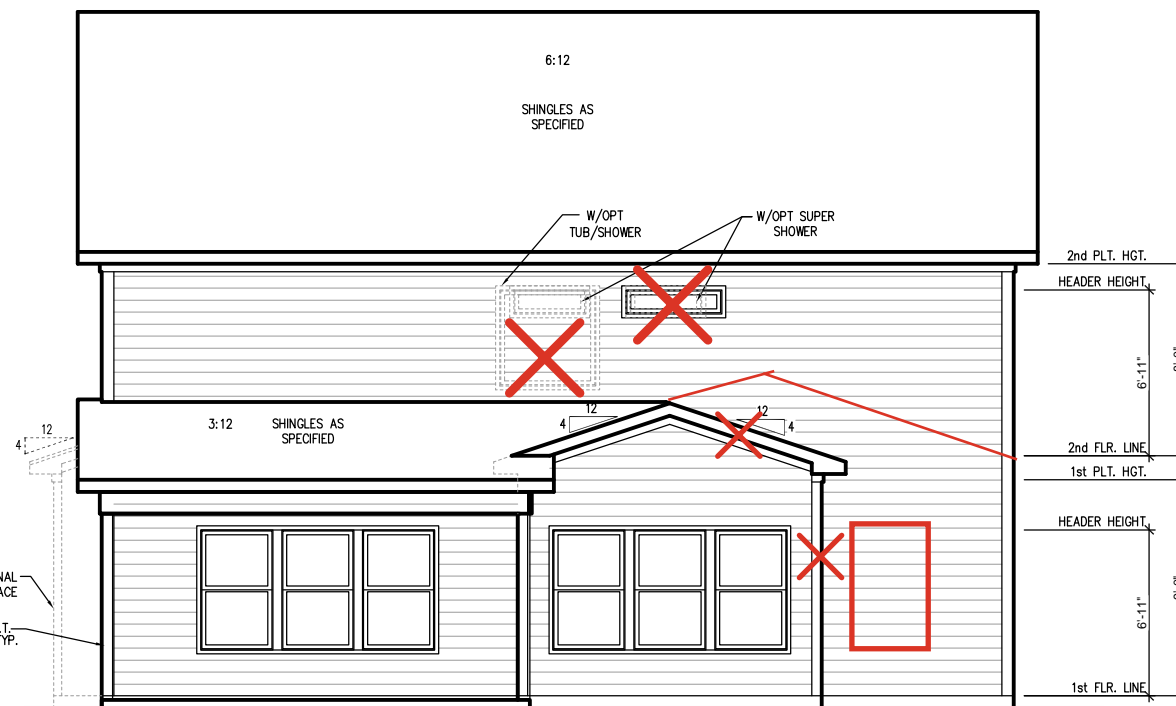 6:12
SHINGLES AS
SPECIFIED
W/OPT
TUB/SHOWER
W/OPT SUPER
SHOWER
2nd PLT. HGT.
HEADER HEIGHT
6'-11"
12
4
3:12
SHINGLES AS
SPECIFIED
12
4
12
4
2nd FLR. LINE
1st PLT. HGT.
HEADER HEIGHT
6'-11"
NAL
ACE
LT.
TYP.
1st FLR. LINE